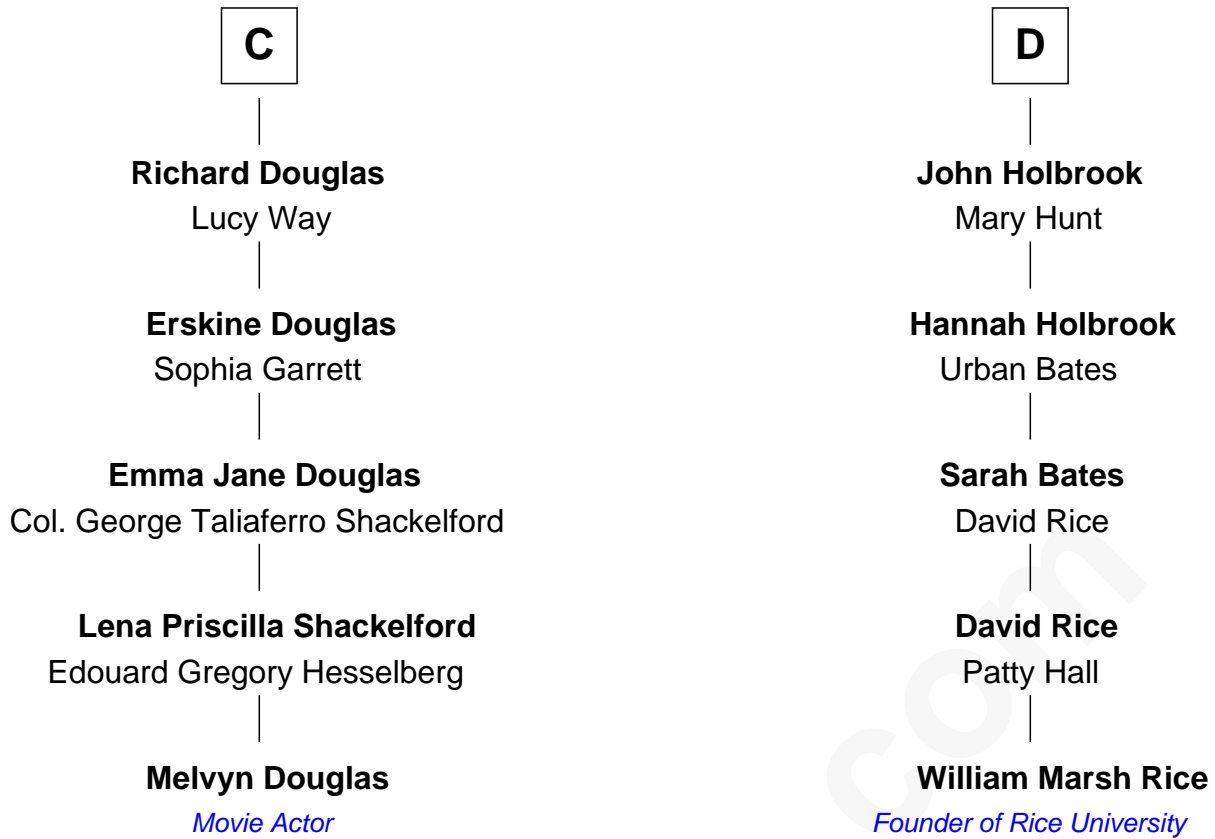 C
Richard Douglas
Lucy Way
Erskine Douglas
Sophia Garrett
Emma Jane Douglas
Col. George Taliaferro Shackelford
Lena Priscilla Shackelford
Edouard Gregory Hesselberg
Melvyn Douglas
Movie Actor
D
John Holbrook
Mary Hunt
Hannah Holbrook
Urban Bates
Sarah Bates
David Rice
David Rice
Patty Hall
William Marsh Rice
Founder of Rice University
com